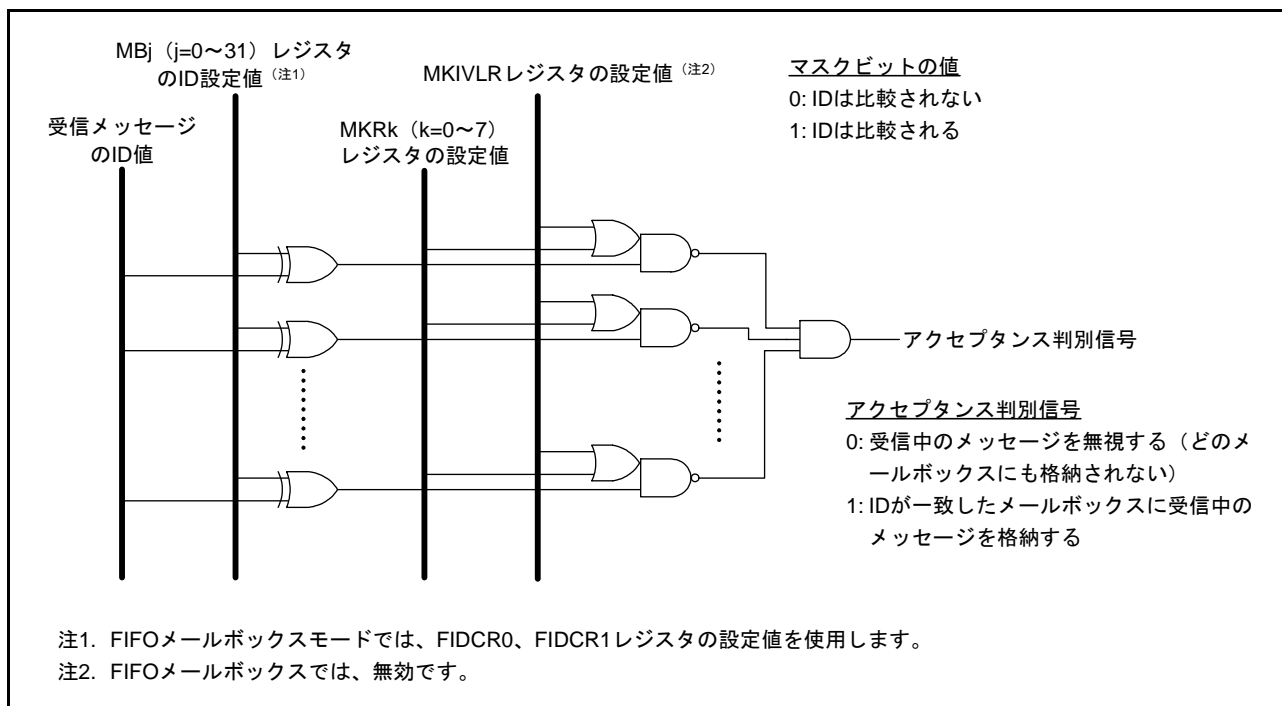 MBj（j=0～31）レジスタ
のID設定値（注1）
MKIVLRレジスタの設定値（注2）
受信メッセージ
のID値
MKRk（k=0～7）
レジスタの設定値
マスクビットの値
0: IDは比較されない
1: IDは比較される
アクセプタンス判別信号
アクセプタンス判別信号
0: 受信中のメッセージを無視する（どのメ
ールボックスにも格納されない）
1: IDが一致したメールボックスに受信中の
メッセージを格納する
注1. FIFOメールボックスモードでは、FIDCR0、FIDCR1レジスタの設定値を使用します。
注2. FIFOメールボックスでは、無効です。